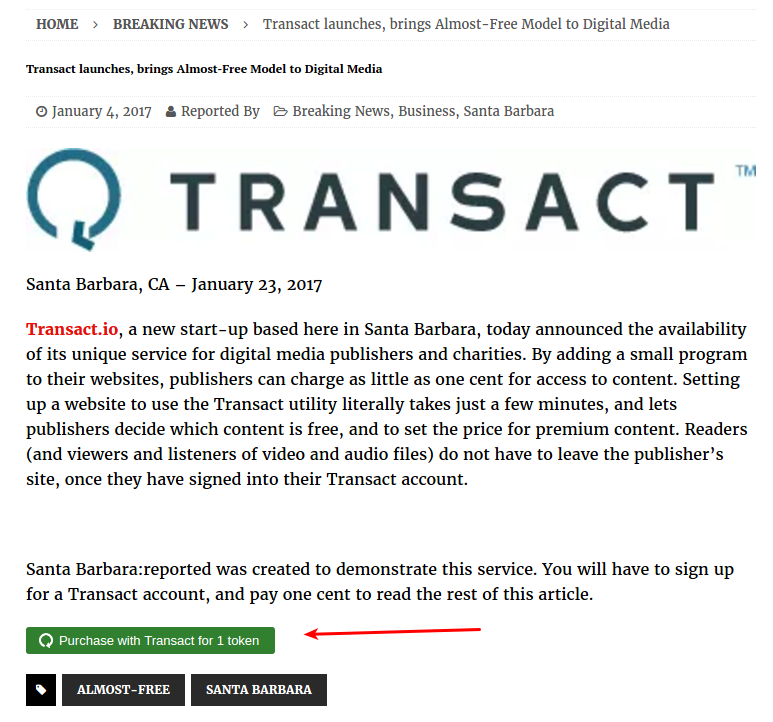 HOME > BREAKING NEWS > Transact launches, brings Almost-Free Model to Digital Media
Transact launches, brings Almost-Free Model to Digital Media
January 4, 2017 Reported By Breaking News, Business, Santa Barbara
TRANSACT™
Santa Barbara, CA – January 23, 2017
Transact.io, a new start-up based here in Santa Barbara, today announced the availability
of its unique service for digital media publishers and charities. By adding a small program
to their websites, publishers can charge as little as one cent for access to content. Setting
up a website to use the Transact utility literally takes just a few minutes, and lets
publishers decide which content is free, and to set the price for premium content. Readers
(and viewers and listeners of video and audio files) do not have to leave the publisher’s
site, once they have signed into their Transact account.
Santa Barbara:reported was created to demonstrate this service. You will have to sign up
for a Transact account, and pay one cent to read the rest of this article.
Purchase with Transact for 1 token
ALMOST-FREE SANTA BARBARA